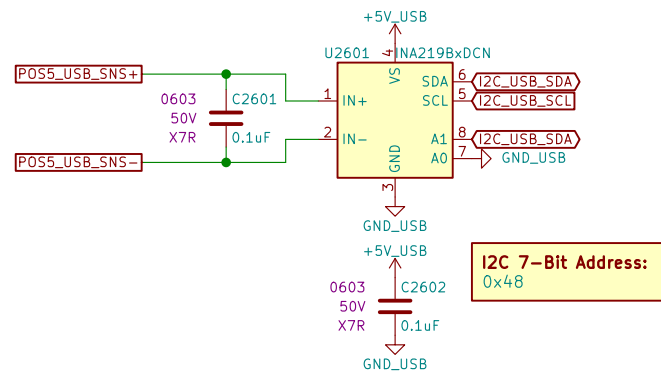 +5V_USB
U2601
INA219BxDCN
POS5_USB_SNS+
4
VS
SDA
6
I2C_USB_SDA
0603
C2601
1
IN+
SCL
5
I2C_USB_SCL
50V
X7R
0.1uF
2
IN-
A1
8
I2C_USB_SDA
POS5_USB_SNS-
GND
A0
7
GND_USB
3
GND_USB
+5V_USB
I2C 7-Bit Address:
0x48
0603
C2602
50V
X7R
0.1uF
GND_USB